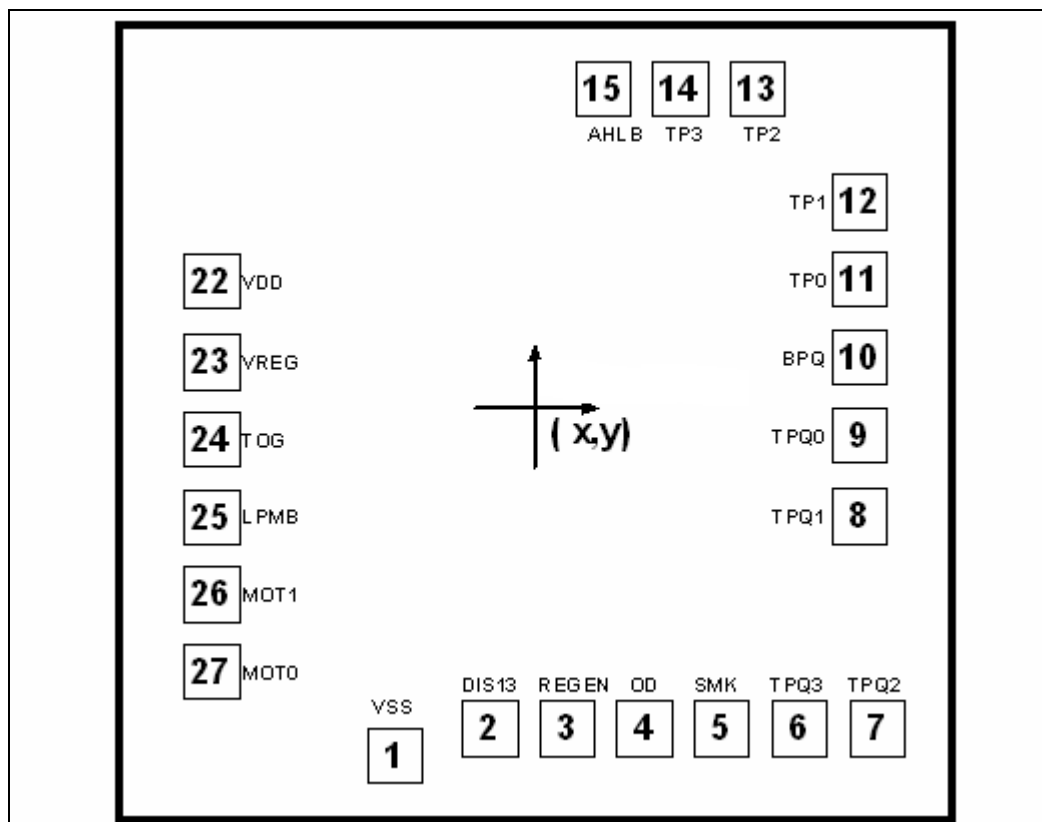 15 14 13
AHLB TP3 TP2
TP1 12
22 VDD
TP0 11
23 VREG
BPQ 10
( x,y)
24 TOG
TPQ0 9
25 LPMB
TPQ1 8
26 MOT1
27 MOT0
DIS13 REGEN OD SMK TPQ3 TPQ2
VSS
2 3 4 5 6 7
1